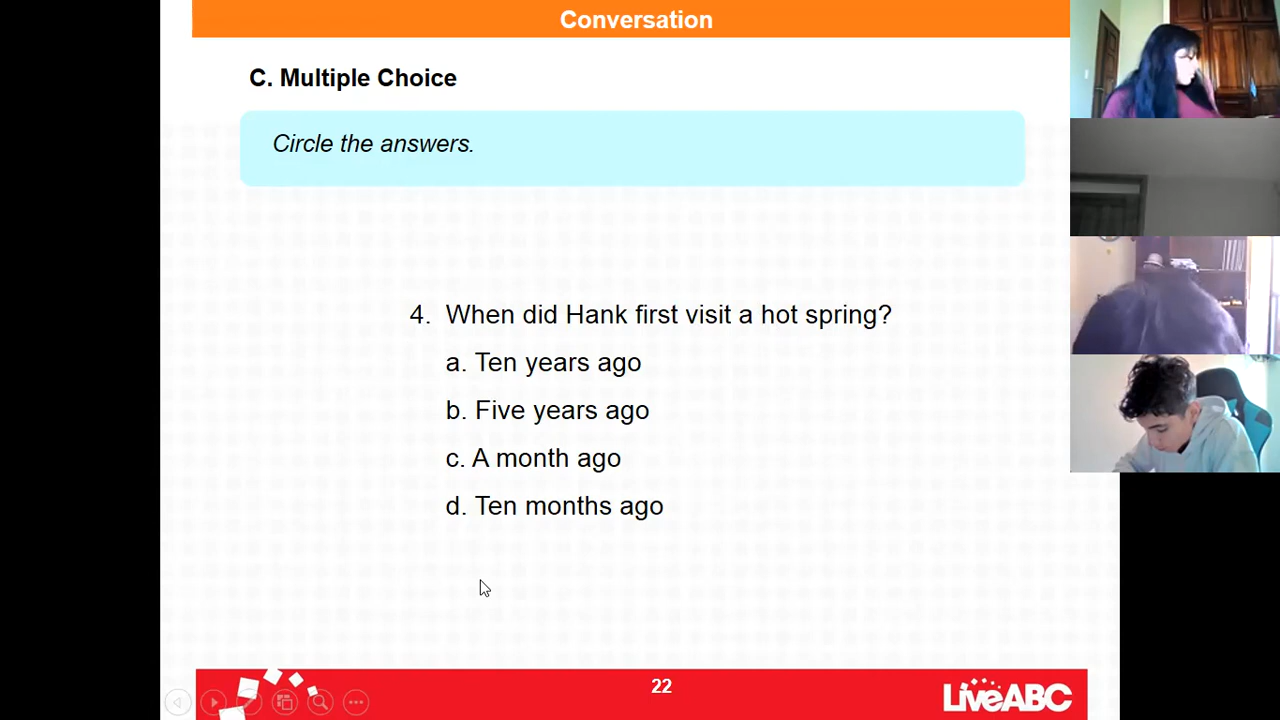 Conversation
C. Multiple Choice
Circle the answers.
4. When did Hank first visit a hot spring?
a. Ten years ago
b. Five years ago
c. A month ago
d. Ten months ago
22
LiveABC